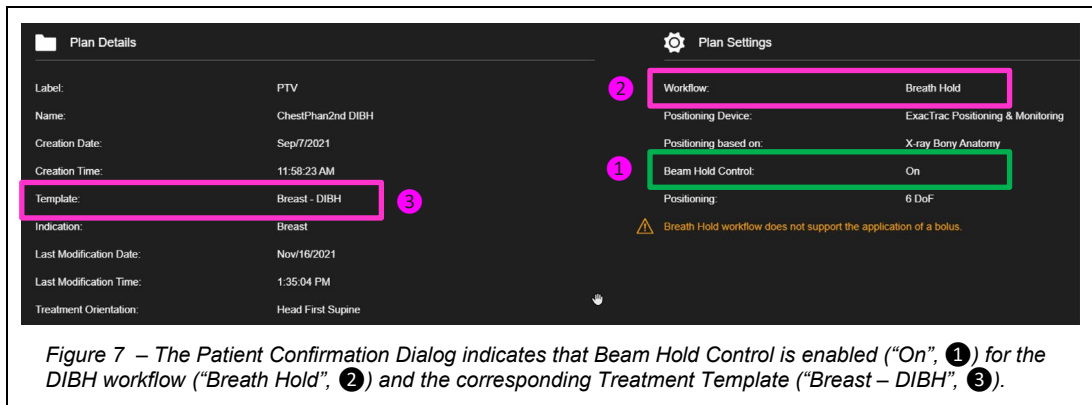 Plan Details
Label: PTV
Name: ChestPhan2nd DIBH
Creation Date: Sep/7/2021
Creation Time: 11:58:23 AM
Template: Breast - DIBH
3
Indication: Breast
Last Modification Date: Nov/16/2021
Last Modification Time: 1:35:04 PM
Treatment Orientation: Head First Supine
Plan Settings
2
Workflow: Breath Hold
Positioning Device: ExacTrac Positioning & Monitoring
Positioning based on: X-ray Bony Anatomy
1
Beam Hold Control: On
Positioning: 6 DoF
Breath Hold workflow does not support the application of a bolus.
Figure 7 – The Patient Confirmation Dialog indicates that Beam Hold Control is enabled (“On”, ❶) for the
DIBH workflow (“Breath Hold”, ❷) and the corresponding Treatment Template (“Breast – DIBH”, ❸).